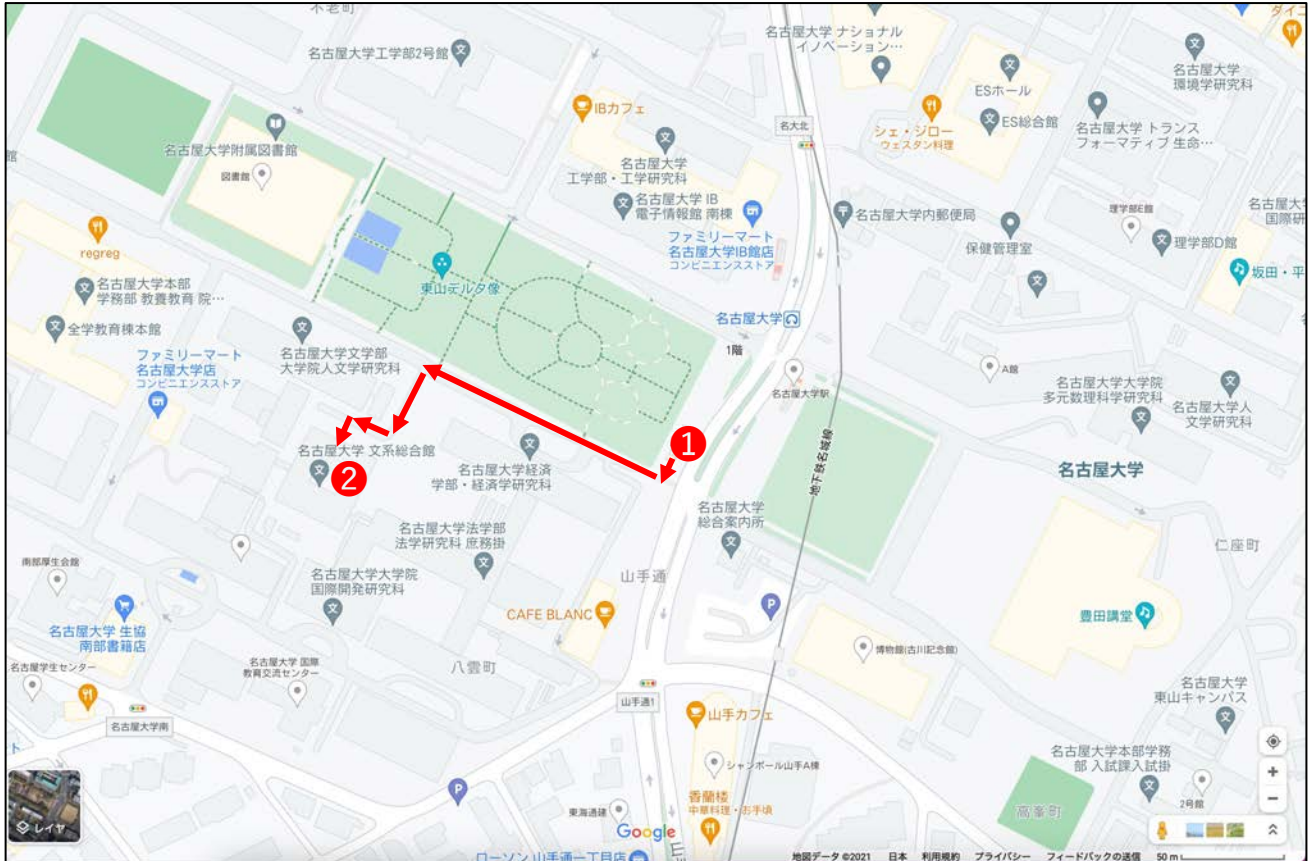 不老町
名古屋大学工学部2号館
名古屋大学 ナショナル
イノベーション…
ダイニ
名古屋大学
環境学研究科
ESホール
ES総合館
名古屋大学 トランス
フォーマティブ 生命…
シェ・ジロー
ウェスタン料理
IBカフェ
名大北
名古屋大学附属図書館
図書館
館
名古屋大学
工学部・工学研究科
名古屋大学 IB
電子情報館 南棟
ファミリーマート
名古屋大学IB館店
コンビニエンスストア
名古屋大学内郵便局
保健管理室
理学部E館
名古屋大学
国際研
理学部D館
坂田・平
regreg
名古屋大学本部
学務部 教養教育 院…
全学教育棟本館
東山デルタ像
名古屋大学
1階
名古屋大学駅
A館
ファミリーマート
名古屋大学店
コンビニエンスストア
名古屋大学文学部
大学院人文学研究科
名古屋大学大学院
多元数理科学研究科
名古屋大学人
文学研究科
名古屋大学 文系総合館
1
2
名古屋大学経済
学部・経済学研究科
地下鉄名城線
名古屋大学
名古屋大学
総合案内所
名古屋大学法学部
法学研究科 庶務掛
仁座町
南部厚生会館
名古屋大学大学院
国際開発研究科
山手通
P
CAFE BLANC
豊田講堂
名古屋大学 生協
南部書籍店
博物館(古川記念館)
名古屋学生センター
名古屋大学 国際
教育交流センター
八雲町
名古屋大学
東山キャンパス
名古屋大学南
山手通1
山手カフェ
シャンボール山手A棟
名古屋大学本部学務
部 入試課入試掛
P
東海通建
香蘭楼
中華料理・お手頃
高峯町
2号館
レイヤ
Google
ローソン 山手通一丁目店
地図データ ©2021 日本 利用規約 プライバシー フィードバックの送信 50 m